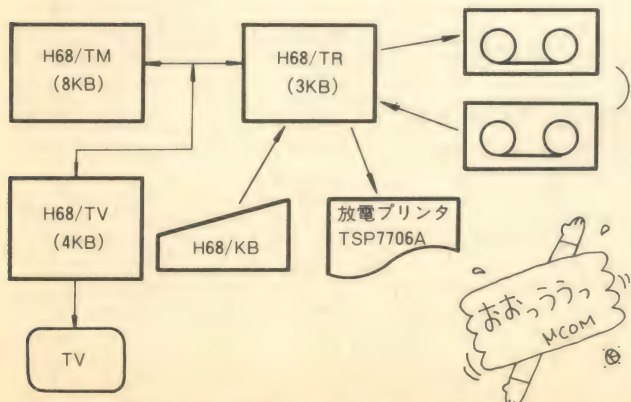 H68/TM
(8KB)
H68/TR
(3KB)
H68/TV
(4KB)
H68/KB
放電プリンタ
TSP7706A
TV
おおっううっ
MCOM